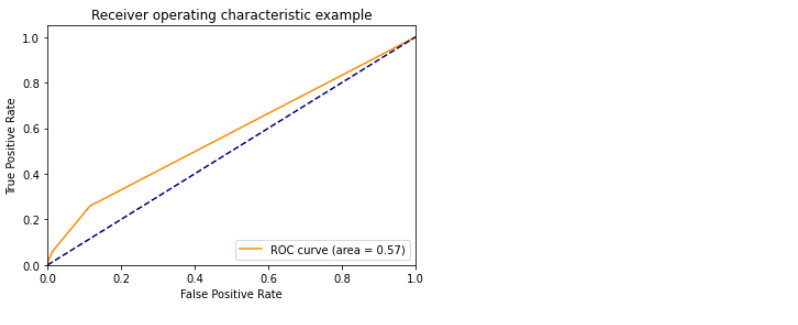 Receiver operating characteristic example
True Positive Rate
1.0
0.8
0.6
0.4
0.2
0.0
ROC curve (area = 0.57)
0.0 0.2 0.4 0.6 0.8 1.0
False Positive Rate